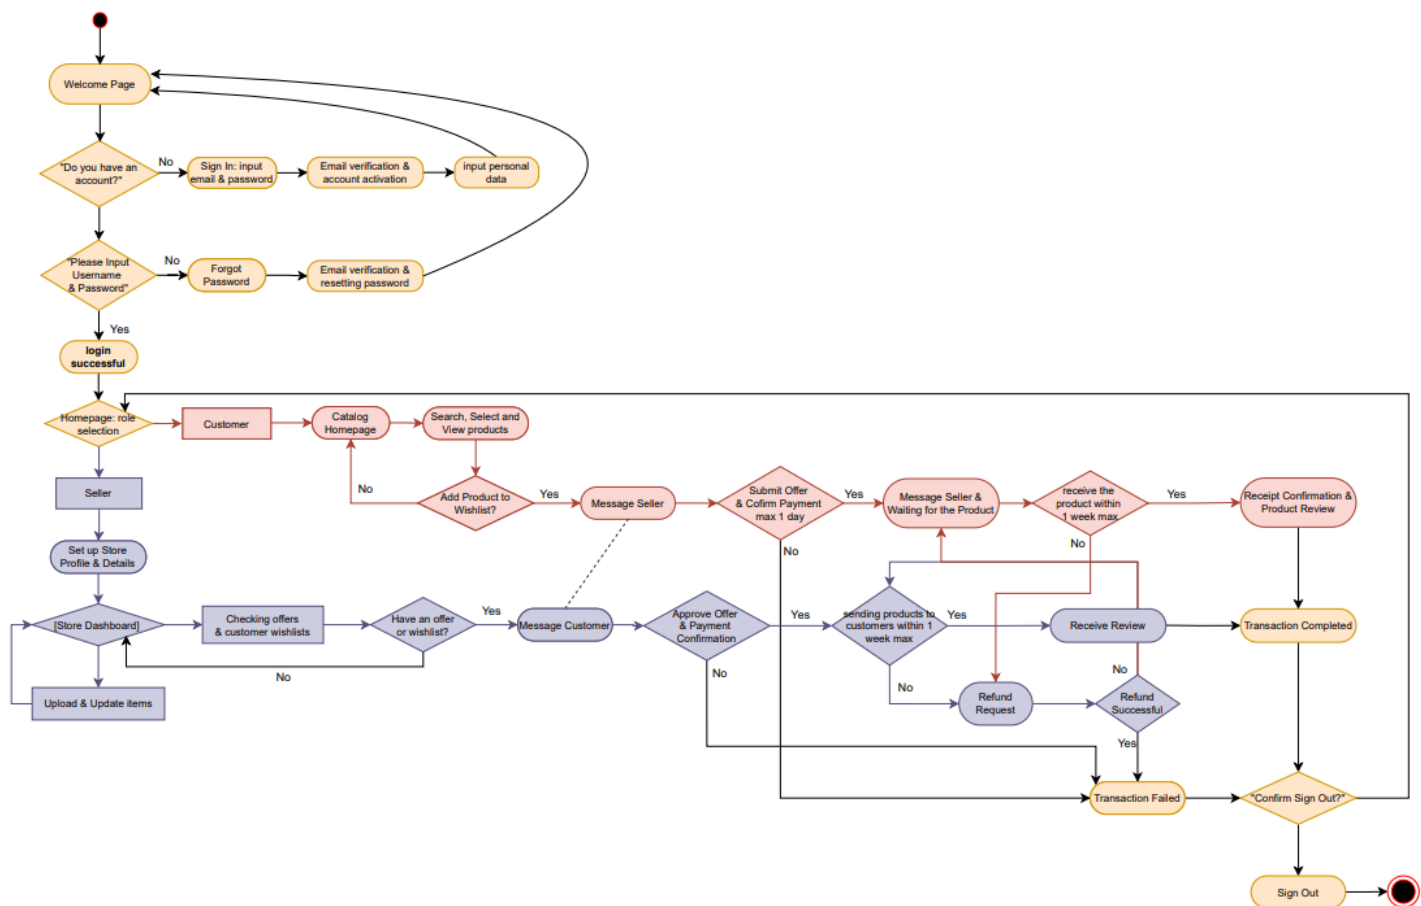 Welcome Page
"Do you have an
account?"
No
Sign In: input
email & password
Email verification &
account activation
input personal
data
"Please Input
Username
& Password"
No
Forgot
Password
Email verification &
resetting password
Yes
login
successful
Homepage: role
selection
Customer
Catalog
Homepage
Search, Select and
View products
No
Add Product to
Wishlist?
Yes
Message Seller
Submit Offer
& Cofirm Payment
max 1 day
Yes
Message Seller &
Waiting for the Product
receive the
product within
1 week max
Yes
Receipt Confirmation &
Product Review
No
No
Seller
Set up Store
Profile & Details
[Store Dashboard]
Checking offers
& customer wishlists
Have an offer
or wishlist?
Yes
Message Customer
Approve Offer
& Payment
Confirmation
Yes
sending products to
customers within 1
week max
Yes
Receive Review
Transaction Completed
No
Upload & Update items
No
No
Refund
Request
No
Refund
Successful
Yes
Transaction Failed
"Confirm Sign Out?"
Sign Out